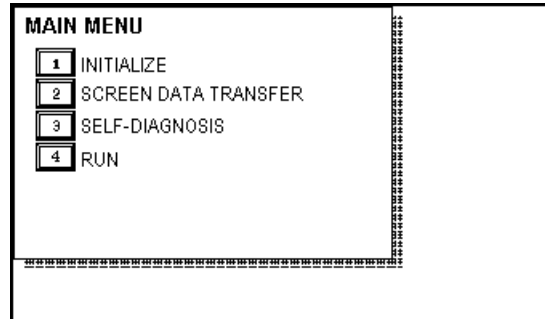 MAIN MENU
1 INITIALIZE
2 SCREEN DATA TRANSFER
3 SELF-DIAGNOSIS
4 RUN